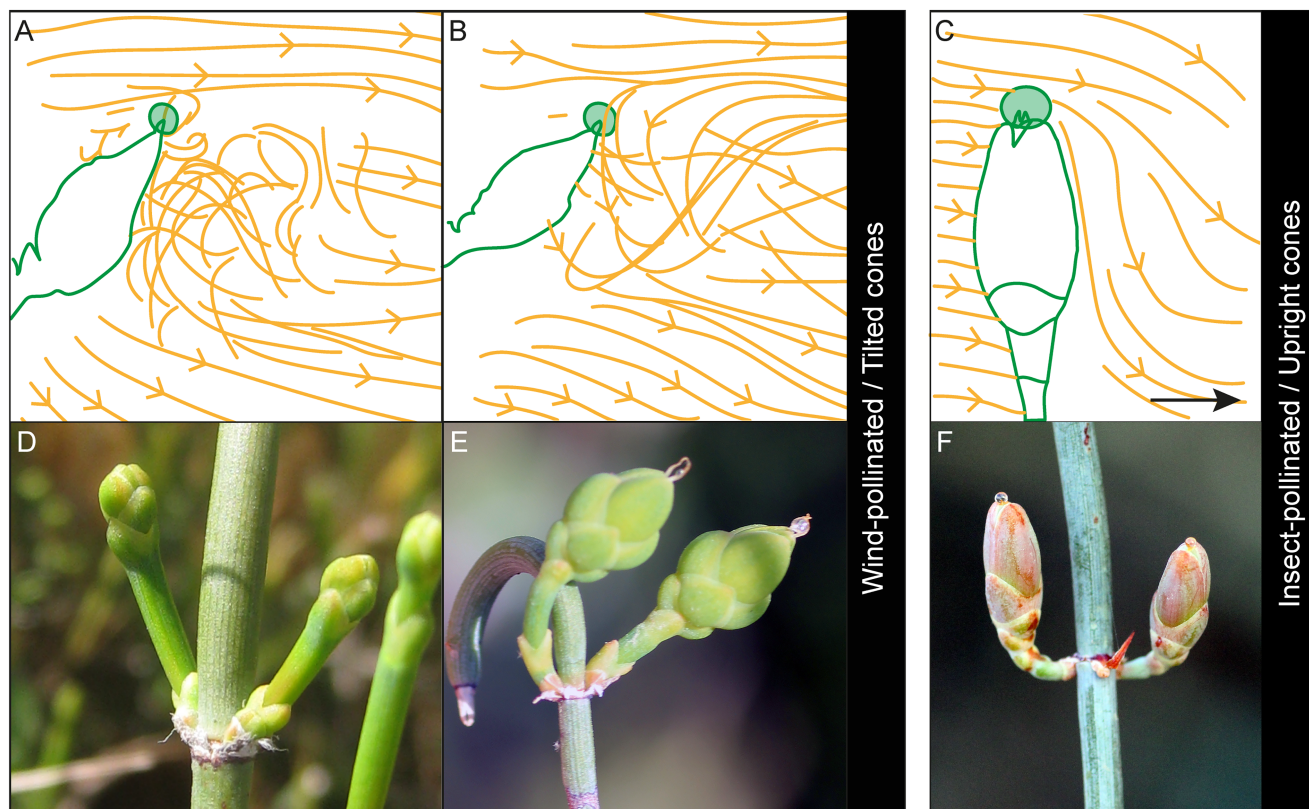 A
B
C
Wind-pollinated / Tilted cones
Insect-pollinated / Upright cones
D
E
F